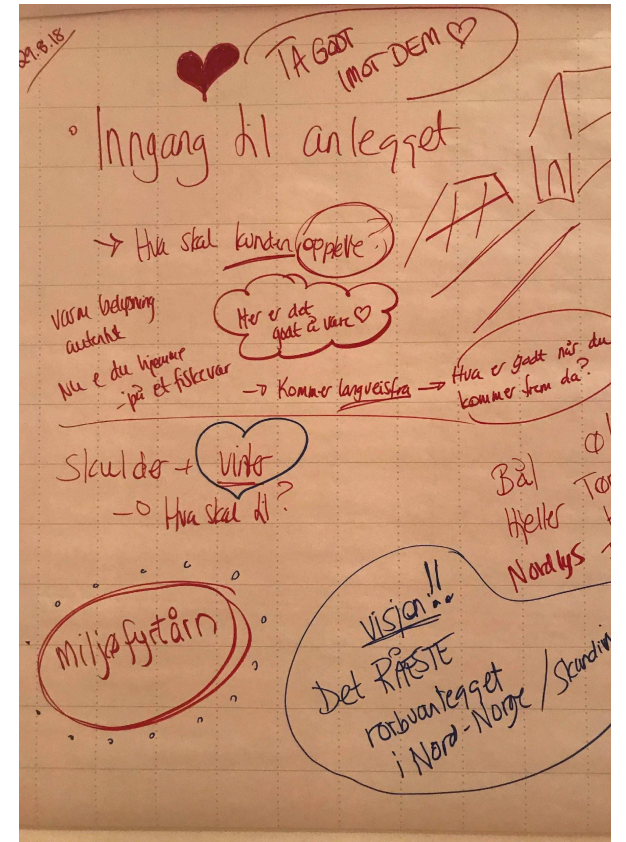 29.8.18
TA GODT
IMOT DEM ♡
• Inngang til anlegget
IN
→ Hva skal kunden oppleve?
varm belysning
autentisk
Nu e du hjemme
- på et fiskevær
Her er det
godt å være ♡
→ Kommer langveisfra →
Hva er godt når du
kommer frem da?
Skulder + vinter
→ Hva skal til?
Bål
Hjeller
Nordlys
Miljøfyrtårn
Visjon!!
Det RÅESTE
rorbuanlegget
i Nord-Norge / Skandin